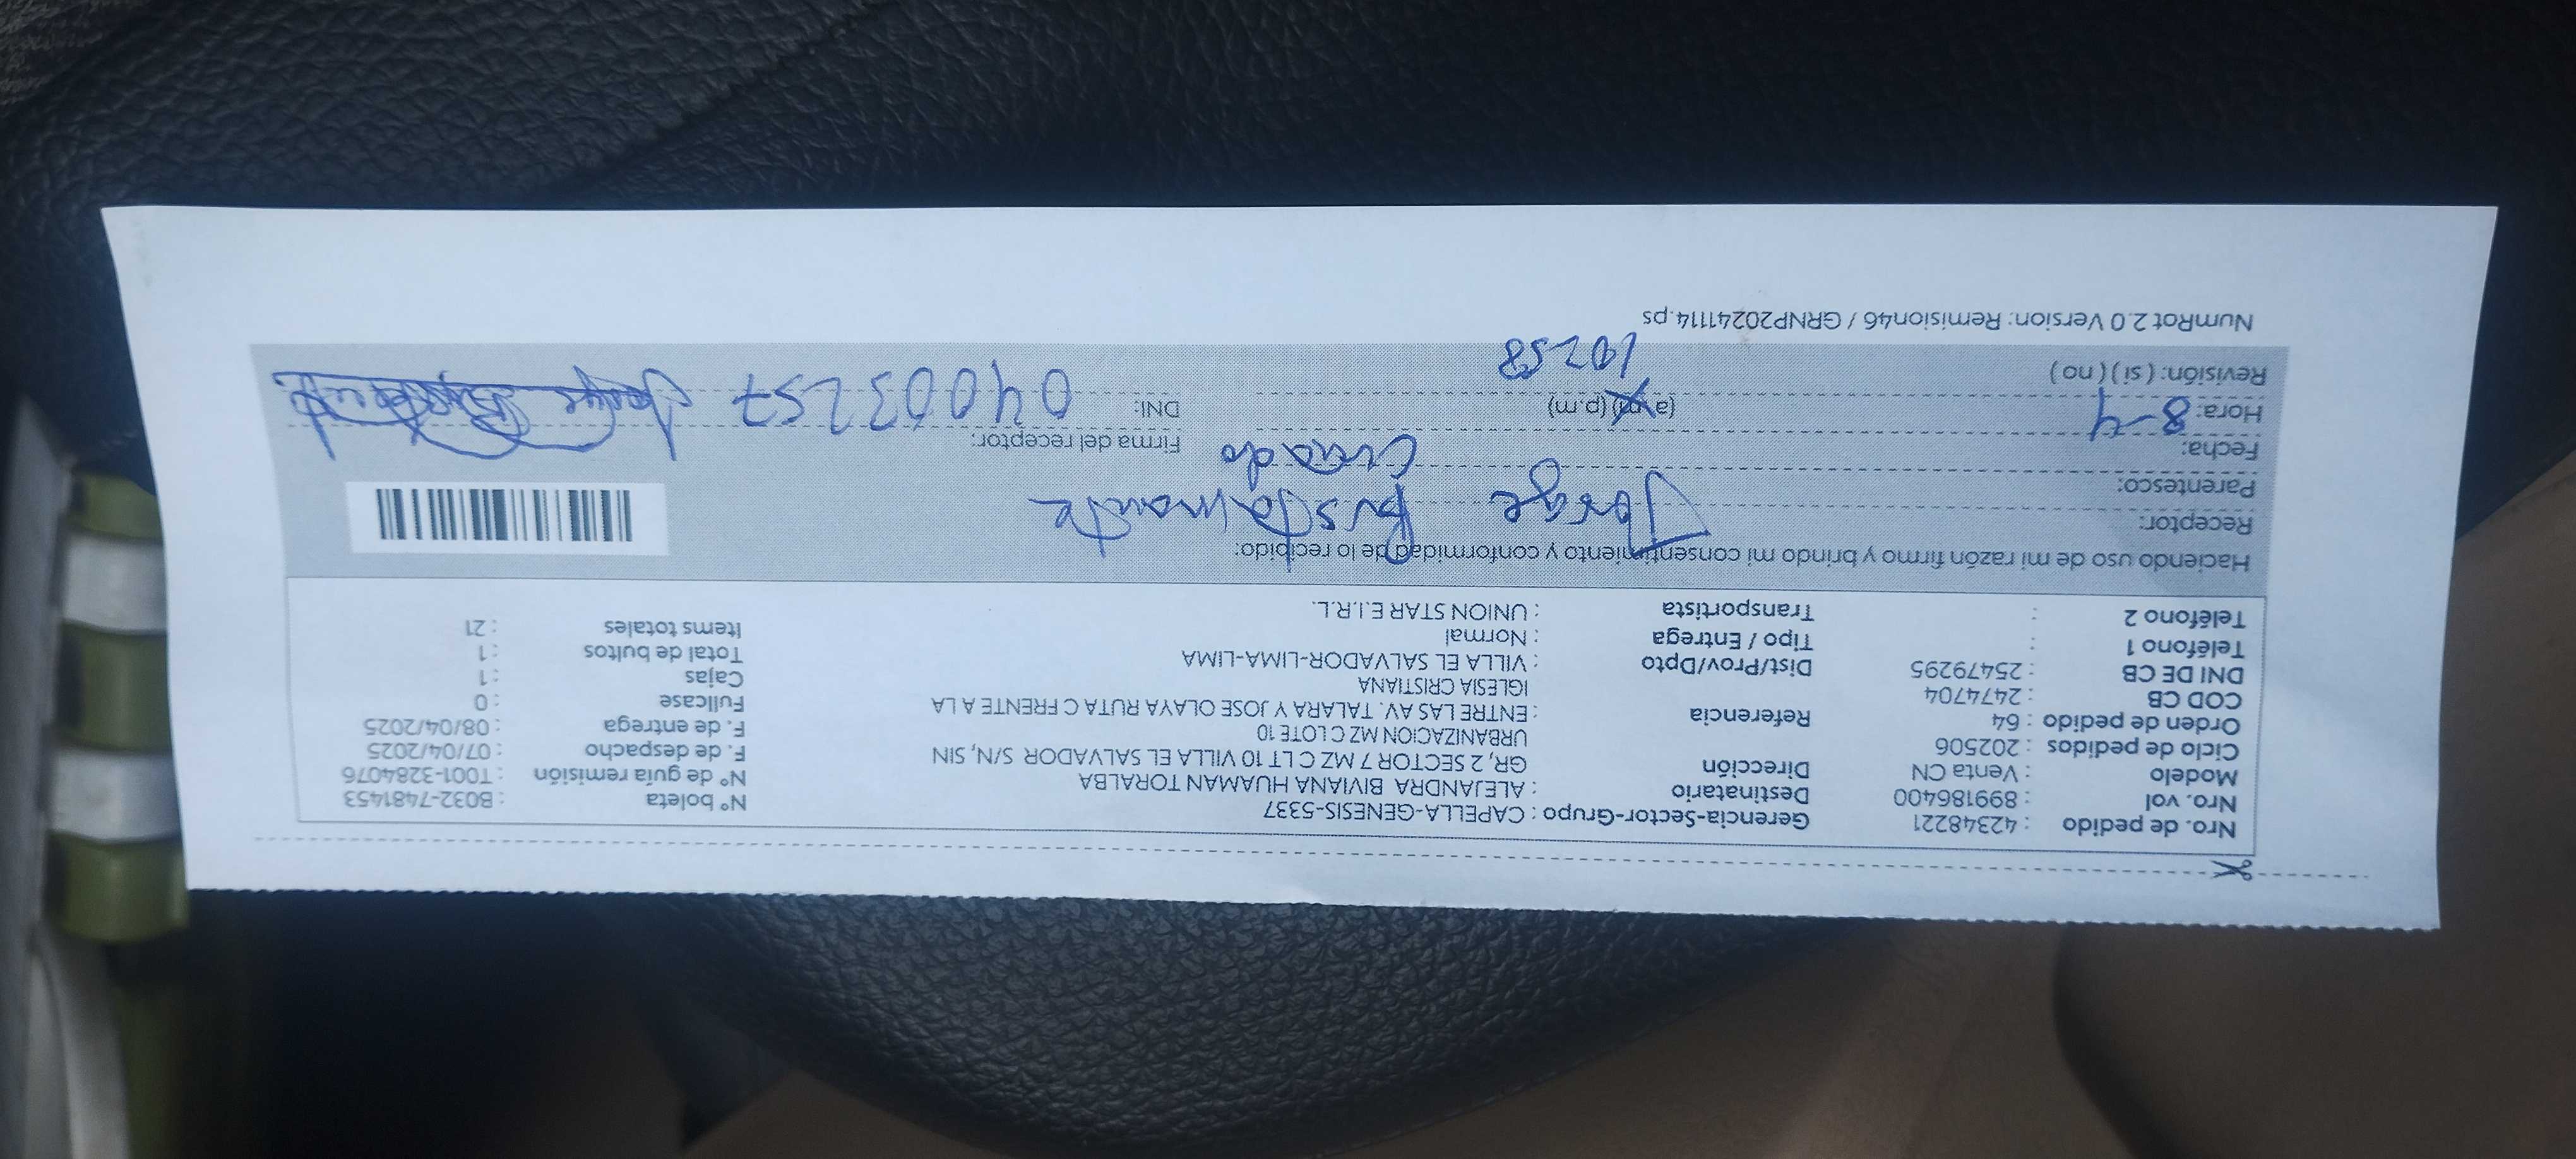 Nro. de pedido : 42348221 Gerencia-Sector-Grupo : CAPELLA-GENESIS-5337 N° boleta : B032-7481453
Nro. vol : 899186400 Destinatario : ALEJANDRA BIVIANA HUAMAN TORALBA N° de guía remisión : T001-3284076
Modelo : Venta CN Dirección GR, 2 SECTOR 7 MZ C LT 10 VILLA EL SALVADOR S/N, SIN F. de despacho : 07/04/2025
Ciclo de pedidos : 202506 URBANIZACION MZ C LOTE 10 F. de entrega : 08/04/2025
Orden de pedido : 64 Referencia : ENTRE LAS AV. TALARA Y JOSE OLAYA RUTA C FRENTE A LA Fullcase : 0
COD CB : 2474704 IGLESIA CRISTIANA Cajas : 1
DNI DE CB : 25479295 Dist/Prov/Dpto : VILLA EL SALVADOR-LIMA-LIMA Total de bultos : 1
Teléfono 1 : Tipo / Entrega : Normal Items totales : 21
Teléfono 2 : Transportista : UNION STAR E.I.R.L.
Haciendo uso de mi razón firmo y brindo mi consentimiento y conformidad de lo recibido:
Receptor: Jorge Bustamante
Parentesco: Cuñado
Fecha: 8-4 Firma del receptor:
Hora: (a.m) (p.m) DNI: 04003257
10258
Revisión: ( si ) ( no )
NumRot 2.0 Version: Remision46 / GRNP20241114.ps